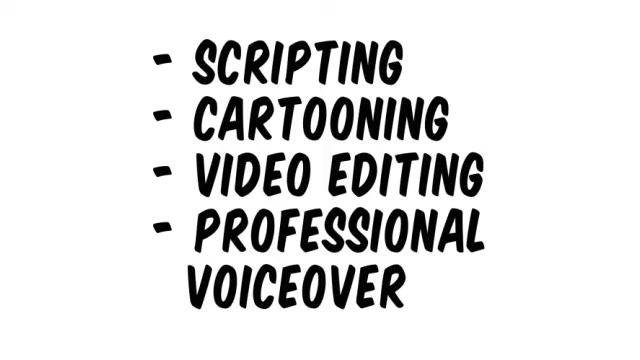 - SCRIPTING
- CARTOONING
- VIDEO EDITING
- PROFESSIONAL
VOICEOVER